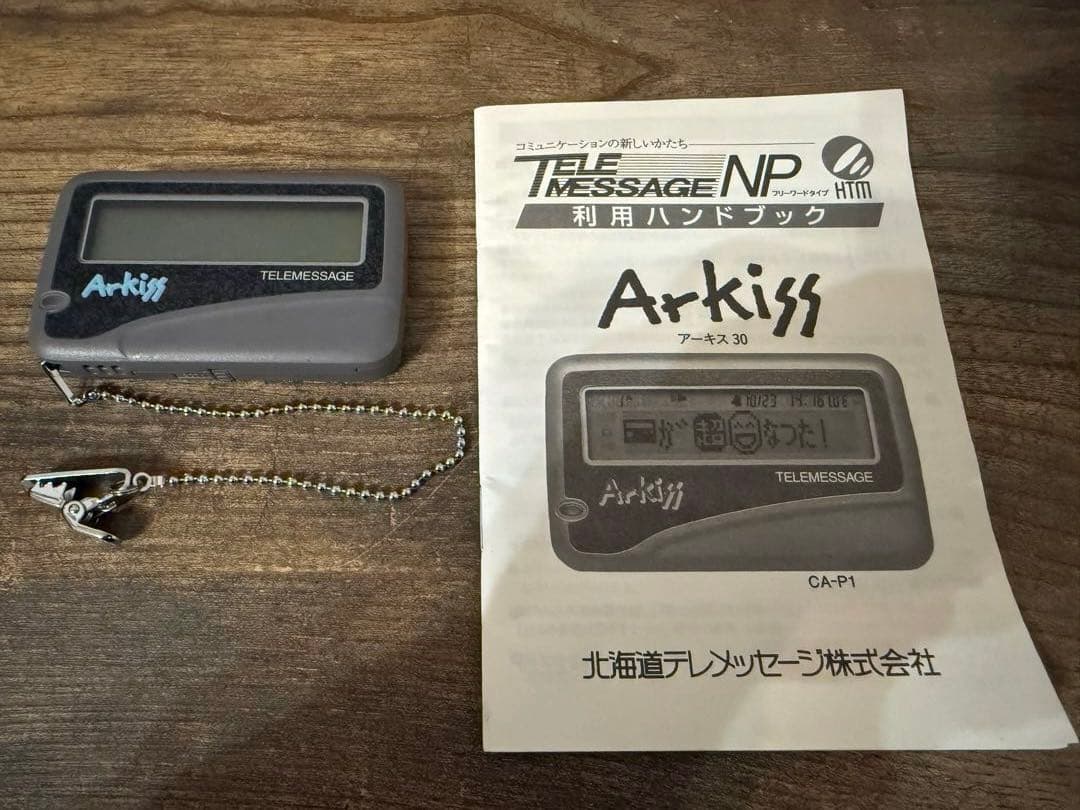 Arkiss
TELEMESSAGE
コミュニケーションの新しいかたち
TELE MESSAGE NP
フリーワードタイプ
HTM
利用ハンドブック
Arkiss
アーキス 30
が 超 なった!
TELEMESSAGE
Arkiss
CA-P1
北海道テレメッセージ株式会社